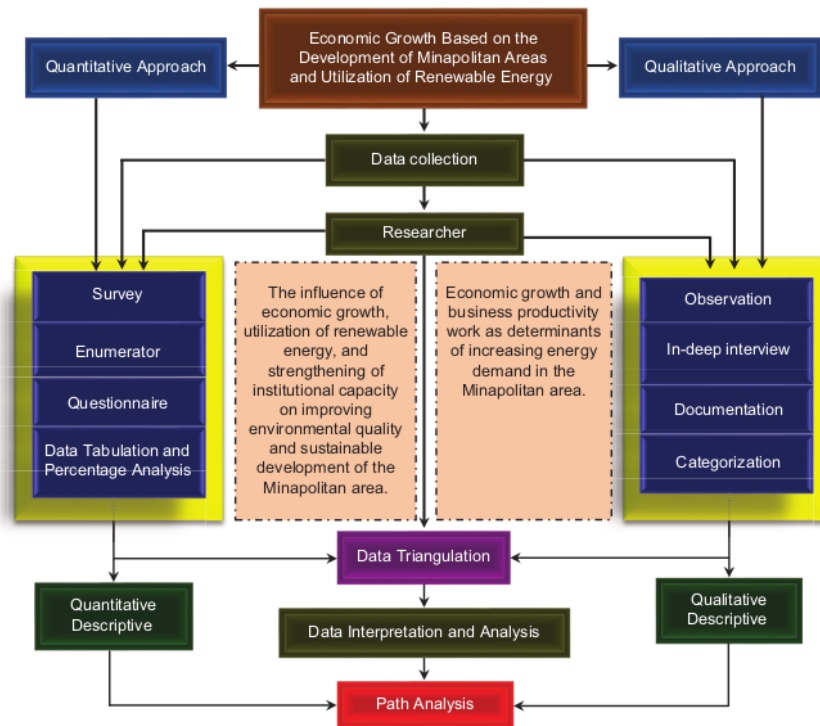 Economic Growth Based on the
Development of Minapolitan Areas
and Utilization of Renewable Energy
Quantitative Approach
Qualitative Approach
Data collection
Researcher
Survey
Enumerator
Questionnaire
Data Tabulation and
Percentage Analysis
The influence of
economic growth,
utilization of renewable
energy, and
strengthening of
institutional capacity
on improving
environmental quality
and sustainable
development of the
Minapolitan area.
Economic growth and
business productivity
work as determinants
of increasing energy
demand in the
Minapolitan area.
Observation
In-deep interview
Documentation
Categorization
Data Triangulation
Quantitative
Descriptive
Qualitative
Descriptive
Data Interpretation and Analysis
Path Analysis